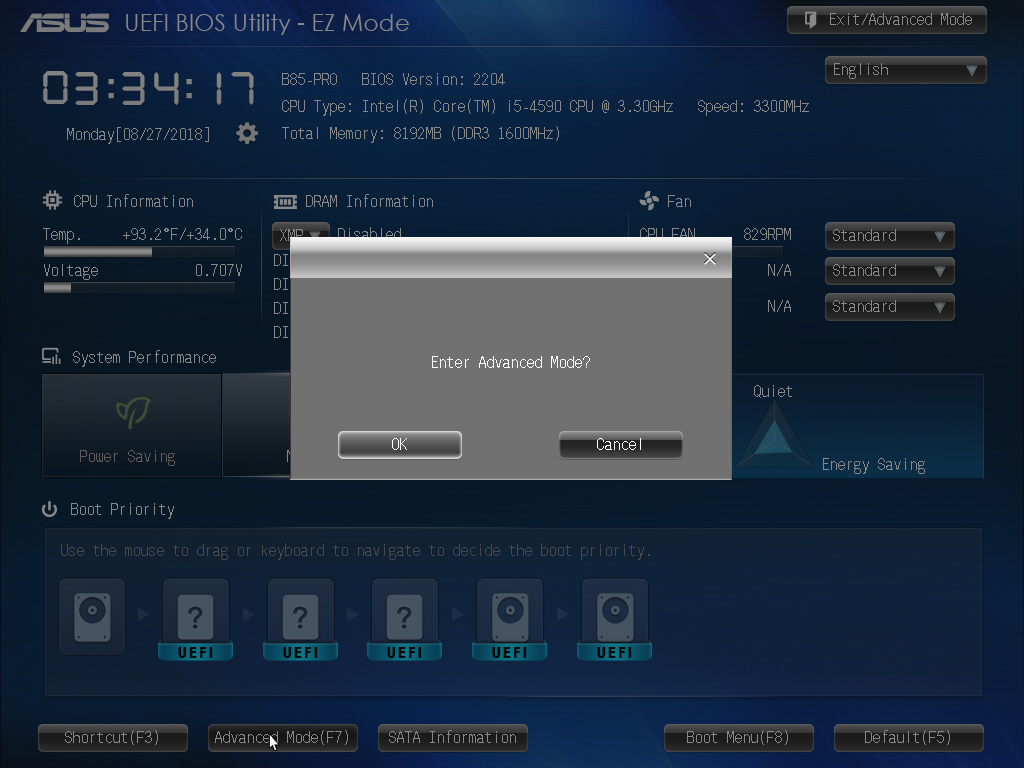 ASUS UEFI BIOS Utility - EZ Mode
Exit/Advanced Mode
03:34:17
Monday[08/27/2018]
B85-PRO BIOS Version: 2204
CPU Type: Intel(R) Core(TM) i5-4590 CPU @ 3.30GHz Speed: 3300MHz
Total Memory: 8192MB (DDR3 1600MHz)
English
CPU Information
Temp. +93.2°F/+34.0°C
Voltage 0.707V
DRAM Information
XMP Disabled
DI
DI
DI
DI
Fan
CPU FAN 829RPM Standard
N/A Standard
N/A Standard
Enter Advanced Mode?
OK Cancel
System Performance
Power Saving
Quiet
Energy Saving
Boot Priority
Use the mouse to drag or keyboard to navigate to decide the boot priority.
? ? ?
UEFI UEFI UEFI UEFI UEFI
Shortcut(F3) Advanced Mode(F7) SATA Information Boot Menu(F8) Default(F5)